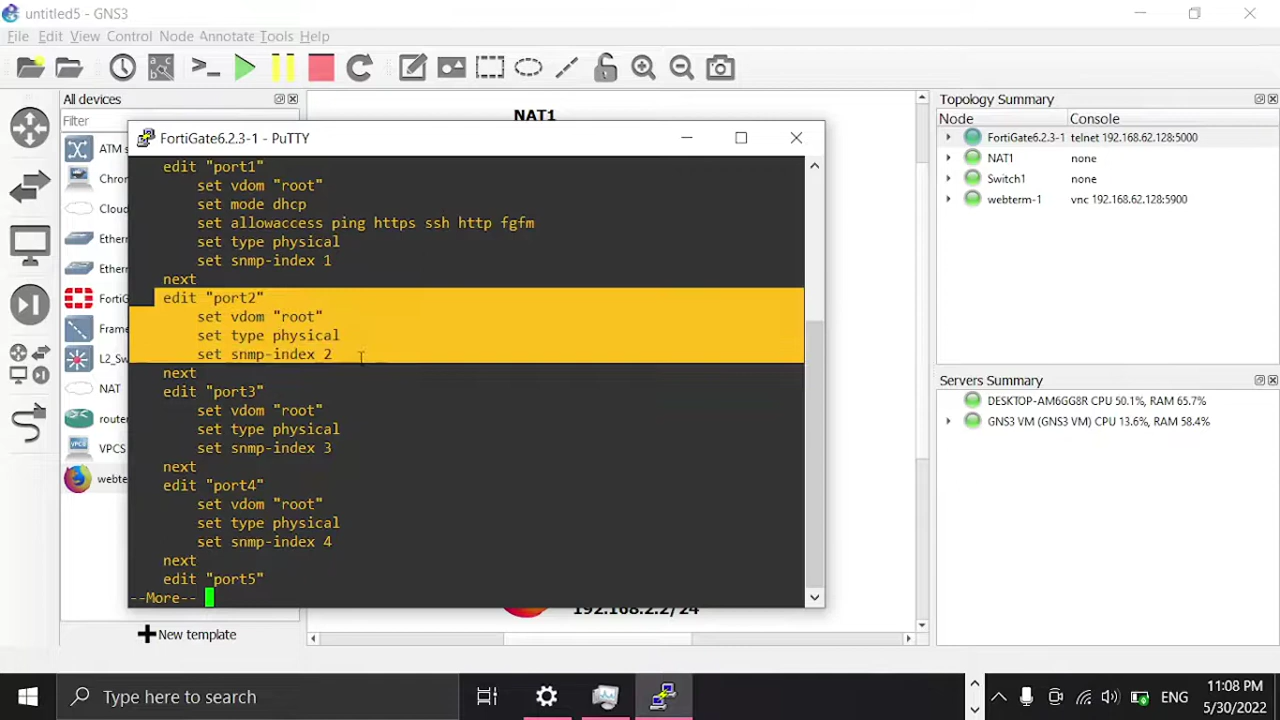 untitled5 - GNS3
File Edit View Control Node Annotate Tools Help
All devices
Filter
ATM s
Chron
Cloud
Ethern
Ethern
FortiG
Frame
L2_Sw
NAT
router
VPCS
webte
New template
NAT1
FortiGate6.2.3-1 - PuTTY
edit "port1"
set vdom "root"
set mode dhcp
set allowaccess ping https ssh http fgfm
set type physical
set snmp-index 1
next
edit "port2"
set vdom "root"
set type physical
set snmp-index 2
next
edit "port3"
set vdom "root"
set type physical
set snmp-index 3
next
edit "port4"
set vdom "root"
set type physical
set snmp-index 4
next
edit "port5"
--More--
192.168.2.2/24
Topology Summary
Node Console
FortiGate6.2.3-1 telnet 192.168.62.128:5000
NAT1 none
Switch1 none
webterm-1 vnc 192.168.62.128:5900
Servers Summary
DESKTOP-AM6GG8R CPU 50.1%, RAM 65.7%
GNS3 VM (GNS3 VM) CPU 13.6%, RAM 58.4%
Type here to search
ENG
11:08 PM
5/30/2022